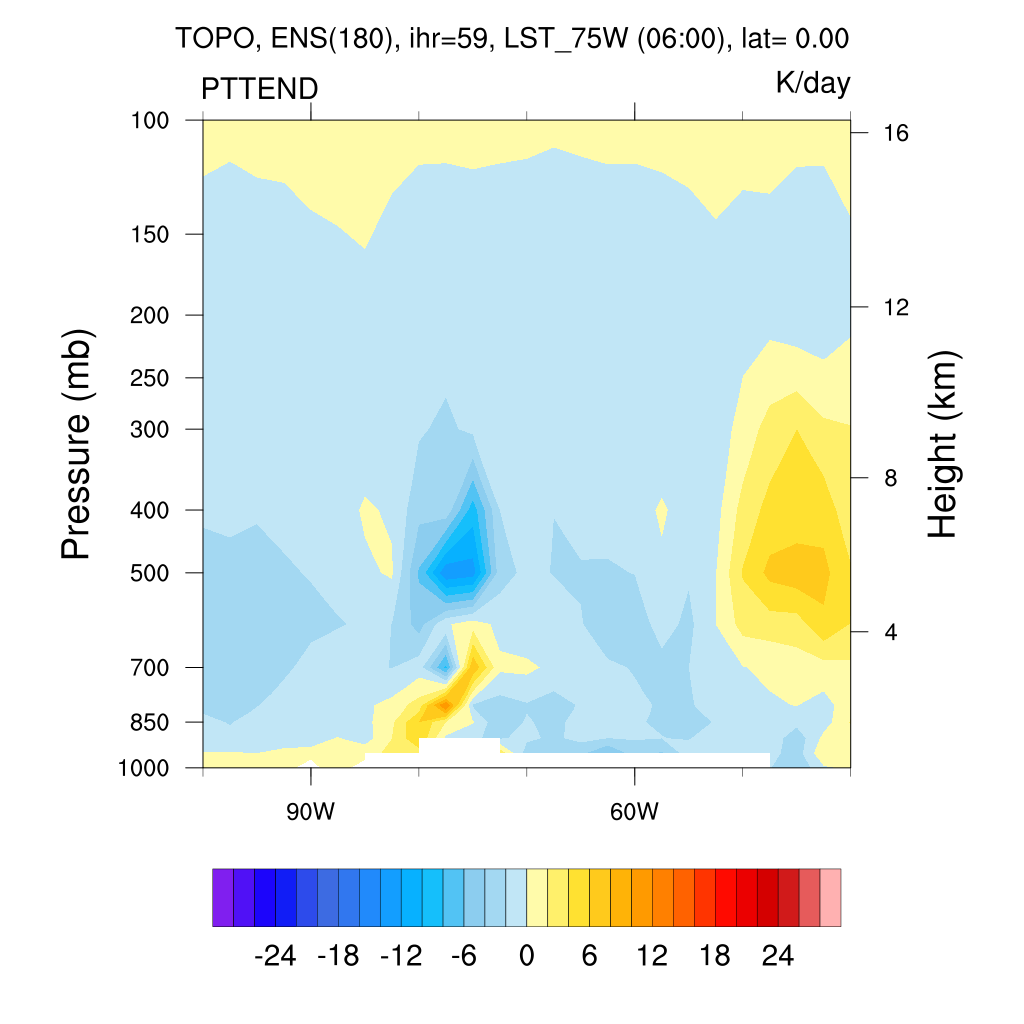 TOPO, ENS(180), ihr=59, LST_75W (06:00), lat= 0.00
PTTEND
K/day
100
150
200
250
300
400
500
700
850
1000
Pressure (mb)
16
12
8
4
Height (km)
90W
60W
-24 -18 -12 -6 0 6 12 18 24